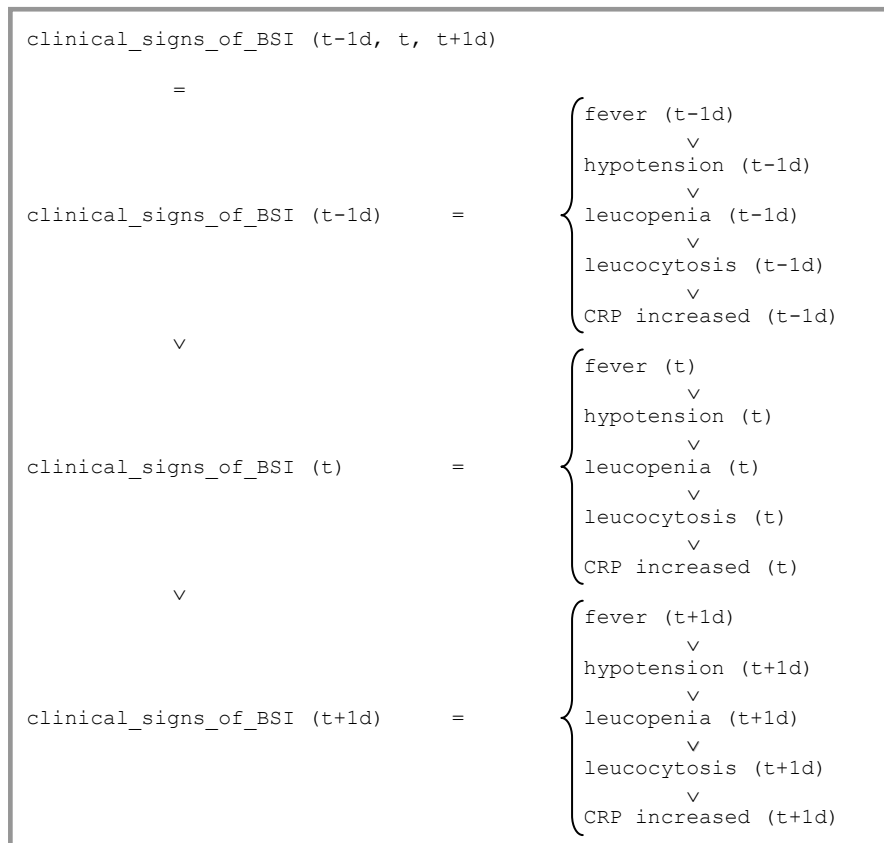 clinical_signs_of_BSI (t-1d, t, t+1d)
=
fever (t-1d)
∨
hypotension (t-1d)
∨
clinical_signs_of_BSI (t-1d) = leucopenia (t-1d)
∨
leucocytosis (t-1d)
∨
CRP increased (t-1d)
∨
fever (t)
∨
hypotension (t)
∨
clinical_signs_of_BSI (t) = leucopenia (t)
∨
leucocytosis (t)
∨
CRP increased (t)
∨
fever (t+1d)
∨
hypotension (t+1d)
∨
clinical_signs_of_BSI (t+1d) = leucopenia (t+1d)
∨
leucocytosis (t+1d)
∨
CRP increased (t+1d)